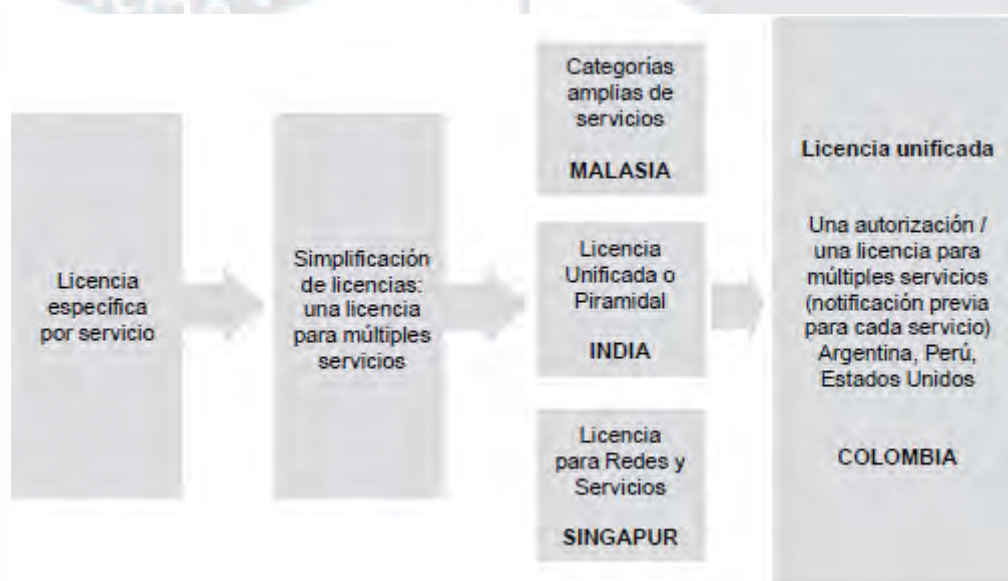 Licencia
específica
por servicio
Simplificación
de licencias:
una licencia
para múltiples
servicios
Categorías
amplias de
servicios
MALASIA
Licencia
Unificada o
Piramidal
INDIA
Licencia
para Redes y
Servicios
SINGAPUR
Licencia unificada
Una autorización /
una licencia para
múltiples servicios
(notificación previa
para cada servicio)
Argentina, Perú,
Estados Unidos
COLOMBIA